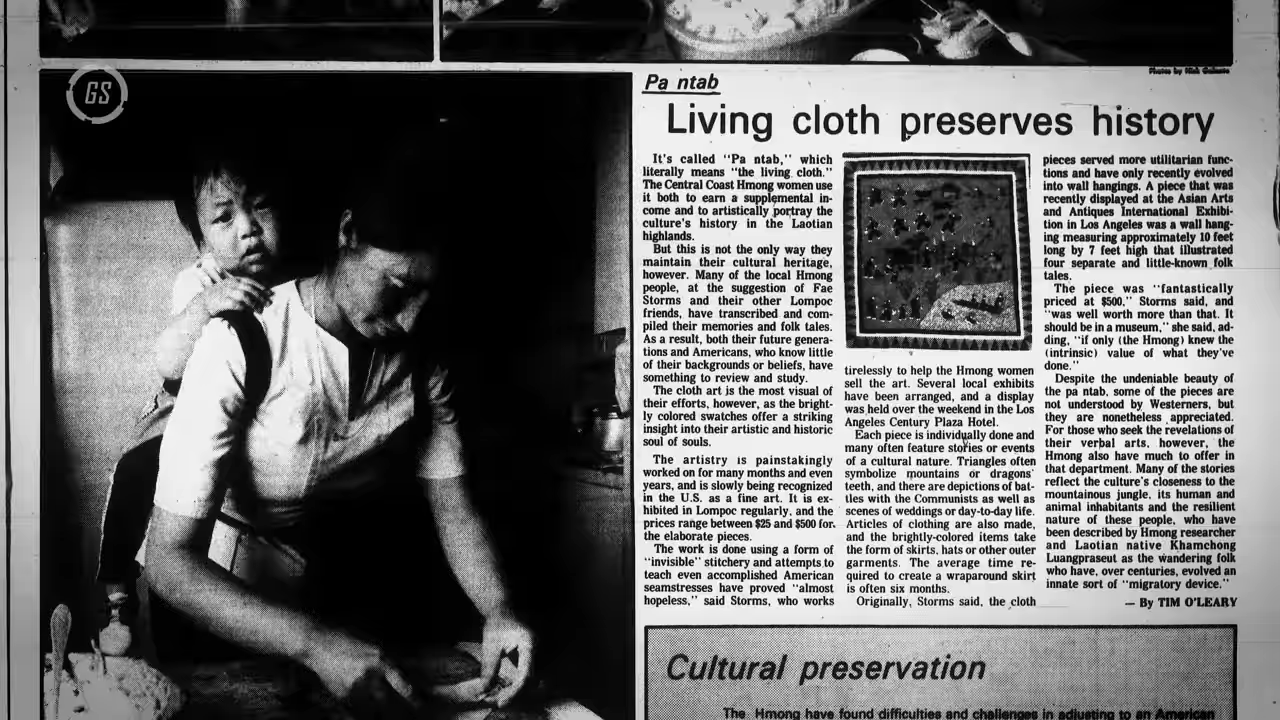 GS
Photos by Nick
Pa ntab
Living cloth preserves history
It's called "Pa ntab," which
literally means "the living cloth."
The Central Coast Hmong women use
it both to earn a supplemental in-
come and to artistically portray the
culture's history in the Laotian
highlands.
But this is not the only way they
maintain their cultural heritage,
however. Many of the local Hmong
people, at the suggestion of Fae
Storms and their other Lompoc
friends, have transcribed and com-
piled their memories and folk tales.
As a result, both their future genera-
tions and Americans, who know little
of their backgrounds or beliefs, have
something to review and study.
The cloth art is the most visual of
their efforts, however, as the bright-
ly colored swatches offer a striking
insight into their artistic and historic
soul of souls.
The artistry is painstakingly
worked on for many months and even
years, and is slowly being recognized
in the U.S. as a fine art. It is ex-
hibited in Lompoc regularly, and the
prices range between $25 and $500 for
the elaborate pieces.
The work is done using a form of
"invisible" stitchery and attempts to
teach even accomplished American
seamstresses have proved "almost
hopeless," said Storms, who works
tirelessly to help the Hmong women
sell the art. Several local exhibits
have been arranged, and a display
was held over the weekend in the Los
Angeles Century Plaza Hotel.
Each piece is individually done and
many often feature stories or events
of a cultural nature. Triangles often
symbolize mountains or dragons'
teeth, and there are depictions of bat-
tles with the Communists as well as
scenes of weddings or day-to-day life.
Articles of clothing are also made,
and the brightly-colored items take
the form of skirts, hats or other outer
garments. The average time re-
quired to create a wraparound skirt
is often six months.
Originally, Storms said, the cloth
pieces served more utilitarian func-
tions and have only recently evolved
into wall hangings. A piece that was
recently displayed at the Asian Arts
and Antiques International Exhibi-
tion in Los Angeles was a wall hang-
ing measuring approximately 10 feet
long by 7 feet high that illustrated
four separate and little-known folk
tales.
The piece was "fantastically
priced at $500," Storms said, and
"was well worth more than that. It
should be in a museum," she said, ad-
ding, "if only (the Hmong) knew the
(intrinsic) value of what they've
done."
Despite the undeniable beauty of
the pa ntab, some of the pieces are
not understood by Westerners, but
they are nonetheless appreciated.
For those who seek the revelations of
their verbal arts, however, the
Hmong also have much to offer in
that department. Many of the stories
reflect the culture's closeness to the
mountainous jungle, its human and
animal inhabitants and the resilient
nature of these people, who have
been described by Hmong researcher
and Laotian native Khamchong
Luangpraseut as the wandering folk
who have, over centuries, evolved an
innate sort of "migratory device."
— By TIM O'LEARY
Cultural preservation
The Hmong have found difficulties and challenges in adjusting to an American